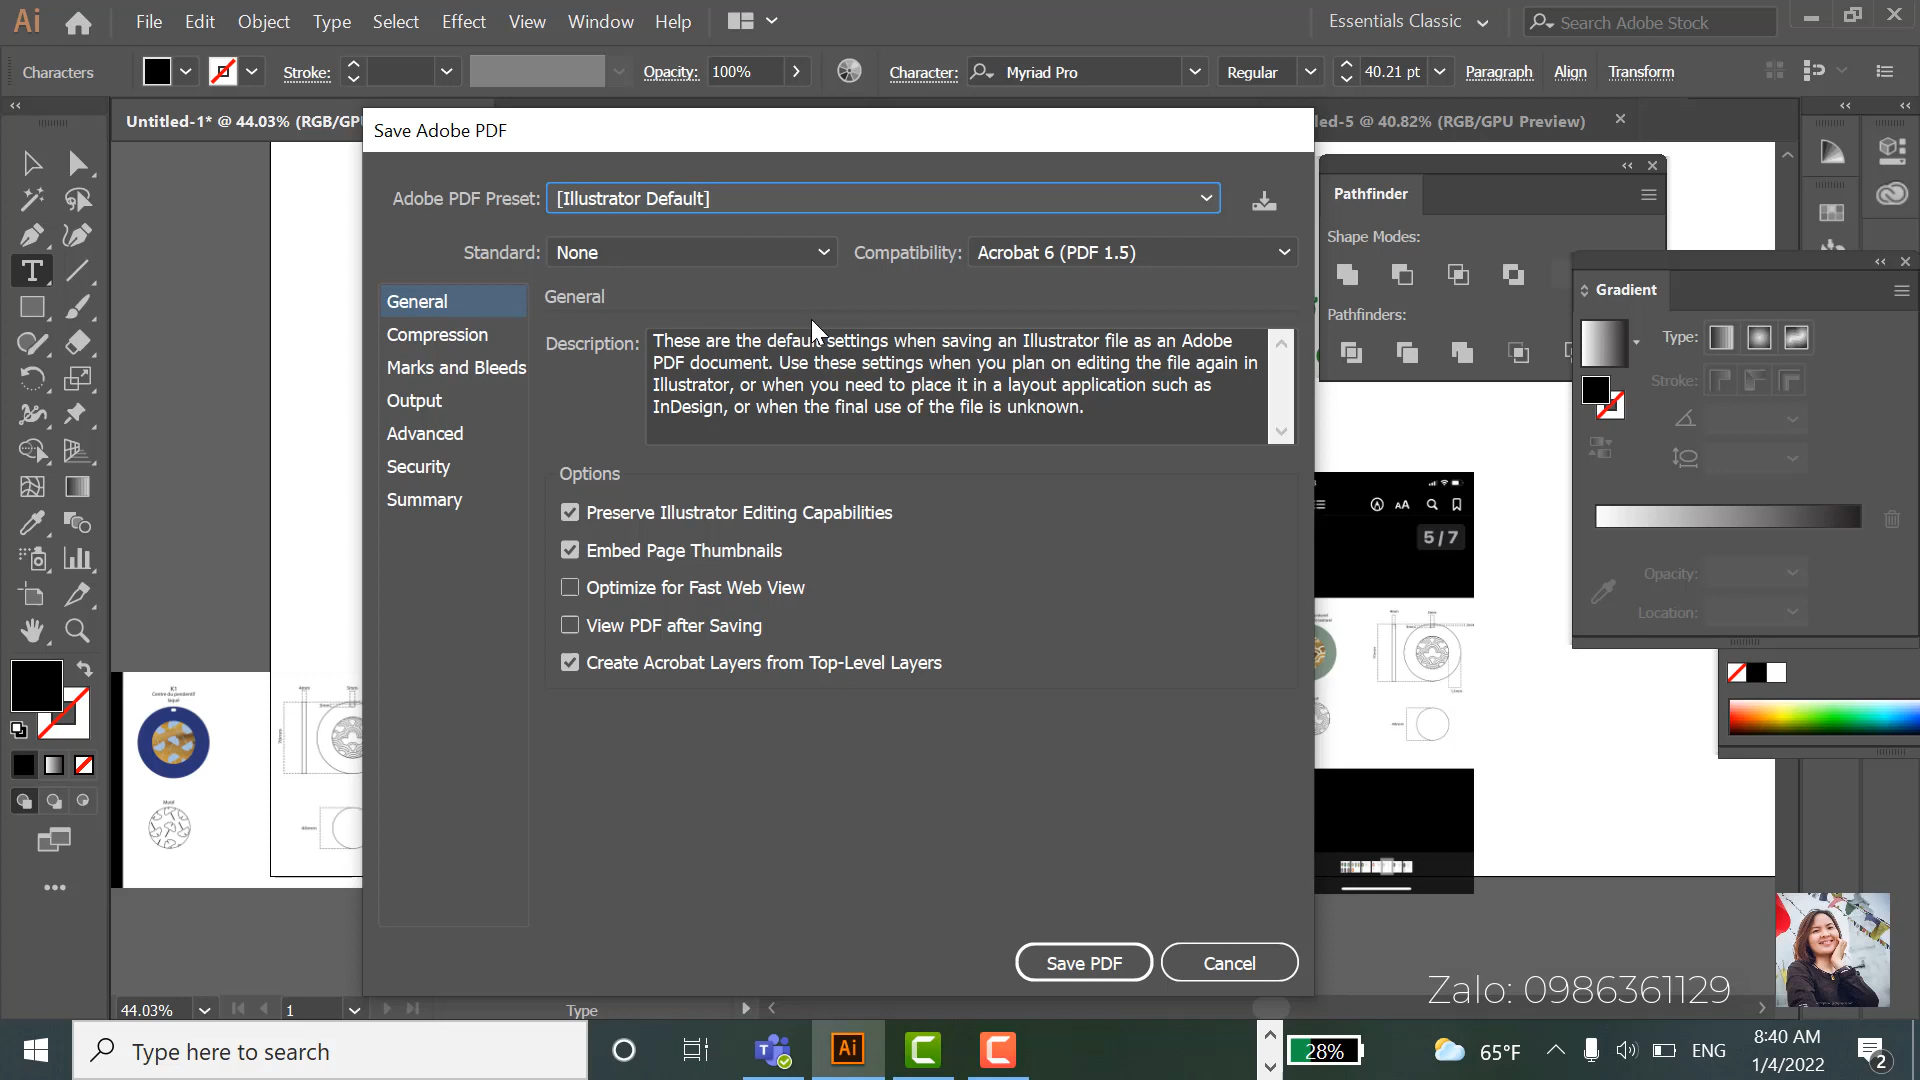 Ai
File Edit Object Type Select Effect View Window Help
Essentials Classic
Search Adobe Stock
Characters
Stroke:
Opacity: 100%
Character: Myriad Pro
Regular
40.21 pt
Paragraph Align Transform
Untitled-1* @ 44.03% (RGB/GPU
led-5 @ 40.82% (RGB/GPU Preview)
Save Adobe PDF
Adobe PDF Preset: [Illustrator Default]
Standard: None
Compatibility: Acrobat 6 (PDF 1.5)
General
Compression
Marks and Bleeds
Output
Advanced
Security
Summary
General
Description: These are the default settings when saving an Illustrator file as an Adobe
PDF document. Use these settings when you plan on editing the file again in
Illustrator, or when you need to place it in a layout application such as
InDesign, or when the final use of the file is unknown.
Options
Preserve Illustrator Editing Capabilities
Embed Page Thumbnails
Optimize for Fast Web View
View PDF after Saving
Create Acrobat Layers from Top-Level Layers
Save PDF
Cancel
Pathfinder
Shape Modes:
Pathfinders:
Gradient
Type:
Stroke:
Opacity:
Location:
AA
5 / 7
K1
Centre du pendentif
laqué
Motif
44.03%
1
Type
Zalo: 0986361129
Type here to search
Ai
28%
65°F
ENG
8:40 AM
1/4/2022
2